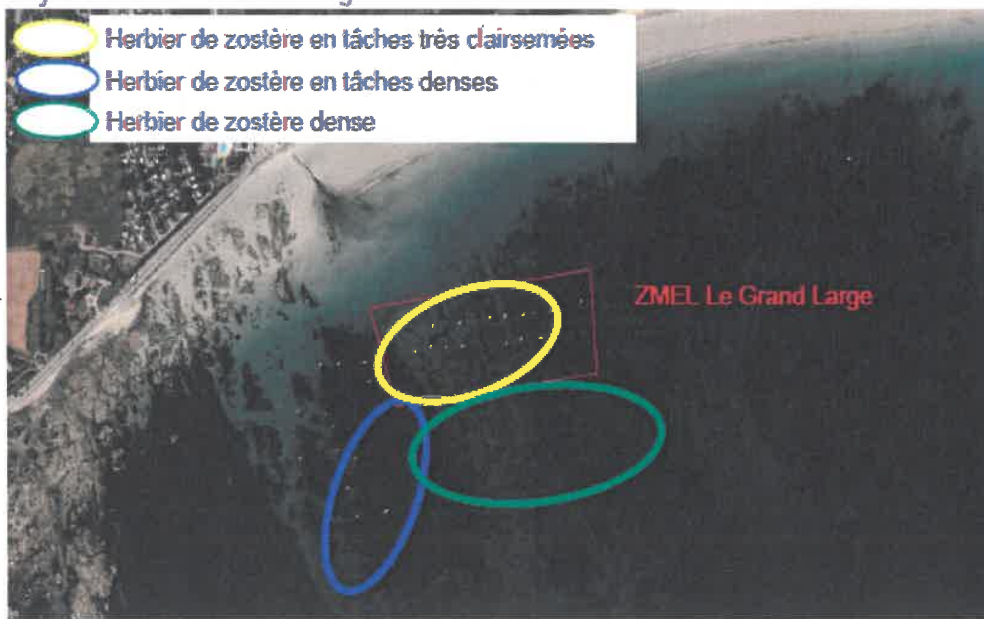 Herbier de zostère en tâches très clairsemées
Herbier de zostère en tâches denses
Herbier de zostère dense
ZMEL Le Grand Large